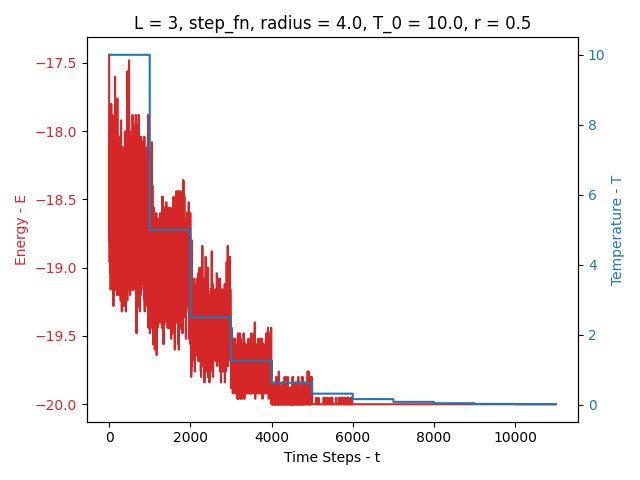 L = 3, step_fn, radius = 4.0, T_0 = 10.0, r = 0.5
−17.5
−18.0
−18.5
−19.0
−19.5
−20.0
Energy - E
10
8
6
4
2
0
Temperature - T
0 2000 4000 6000 8000 10000
Time Steps - t